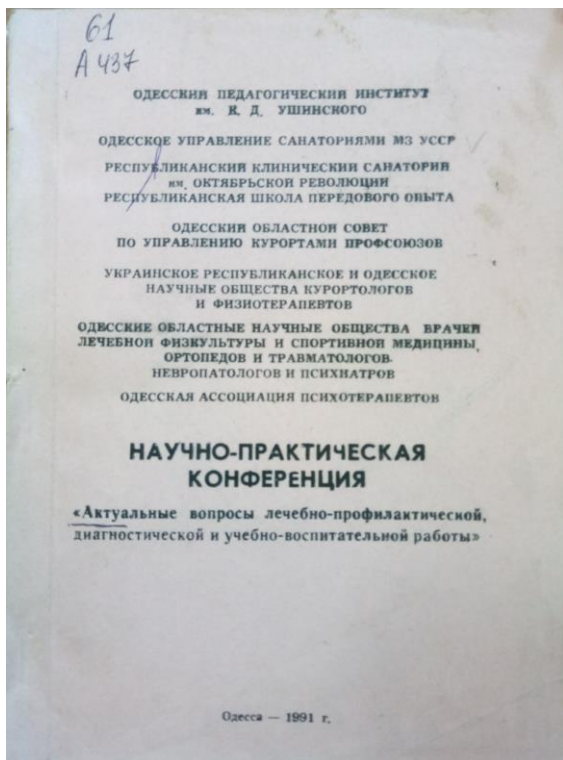 61
А 437
ОДЕССКИЙ ПЕДАГОГИЧЕСКИЙ ИНСТИТУТ
им. К. Д. УШИНСКОГО
ОДЕССКОЕ УПРАВЛЕНИЕ САНАТОРИЯМИ МЗ УССР
РЕСПУБЛИКАНСКИЙ КЛИНИЧЕСКИЙ САНАТОРИЙ
им. ОКТЯБРЬСКОЙ РЕВОЛЮЦИИ
РЕСПУБЛИКАНСКАЯ ШКОЛА ПЕРЕДОВОГО ОПЫТА
ОДЕССКИЙ ОБЛАСТНОЙ СОВЕТ
ПО УПРАВЛЕНИЮ КУРОРТАМИ ПРОФСОЮЗОВ
УКРАИНСКОЕ РЕСПУБЛИКАНСКОЕ И ОДЕССКОЕ
НАУЧНЫЕ ОБЩЕСТВА КУРОРТОЛОГОВ
И ФИЗИОТЕРАПЕВТОВ
ОДЕССКИЕ ОБЛАСТНЫЕ НАУЧНЫЕ ОБЩЕСТВА ВРАЧЕЙ
ЛЕЧЕБНОЙ ФИЗКУЛЬТУРЫ И СПОРТИВНОЙ МЕДИЦИНЫ,
ОРТОПЕДОВ И ТРАВМАТОЛОГОВ
НЕВРОПАТОЛОГОВ И ПСИХИАТРОВ
ОДЕССКАЯ АССОЦИАЦИЯ ПСИХОТЕРАПЕВТОВ
НАУЧНО-ПРАКТИЧЕСКАЯ
КОНФЕРЕНЦИЯ
«Актуальные вопросы лечебно-профилактической,
диагностической и учебно-воспитательной работы»
Одесса — 1991 г.